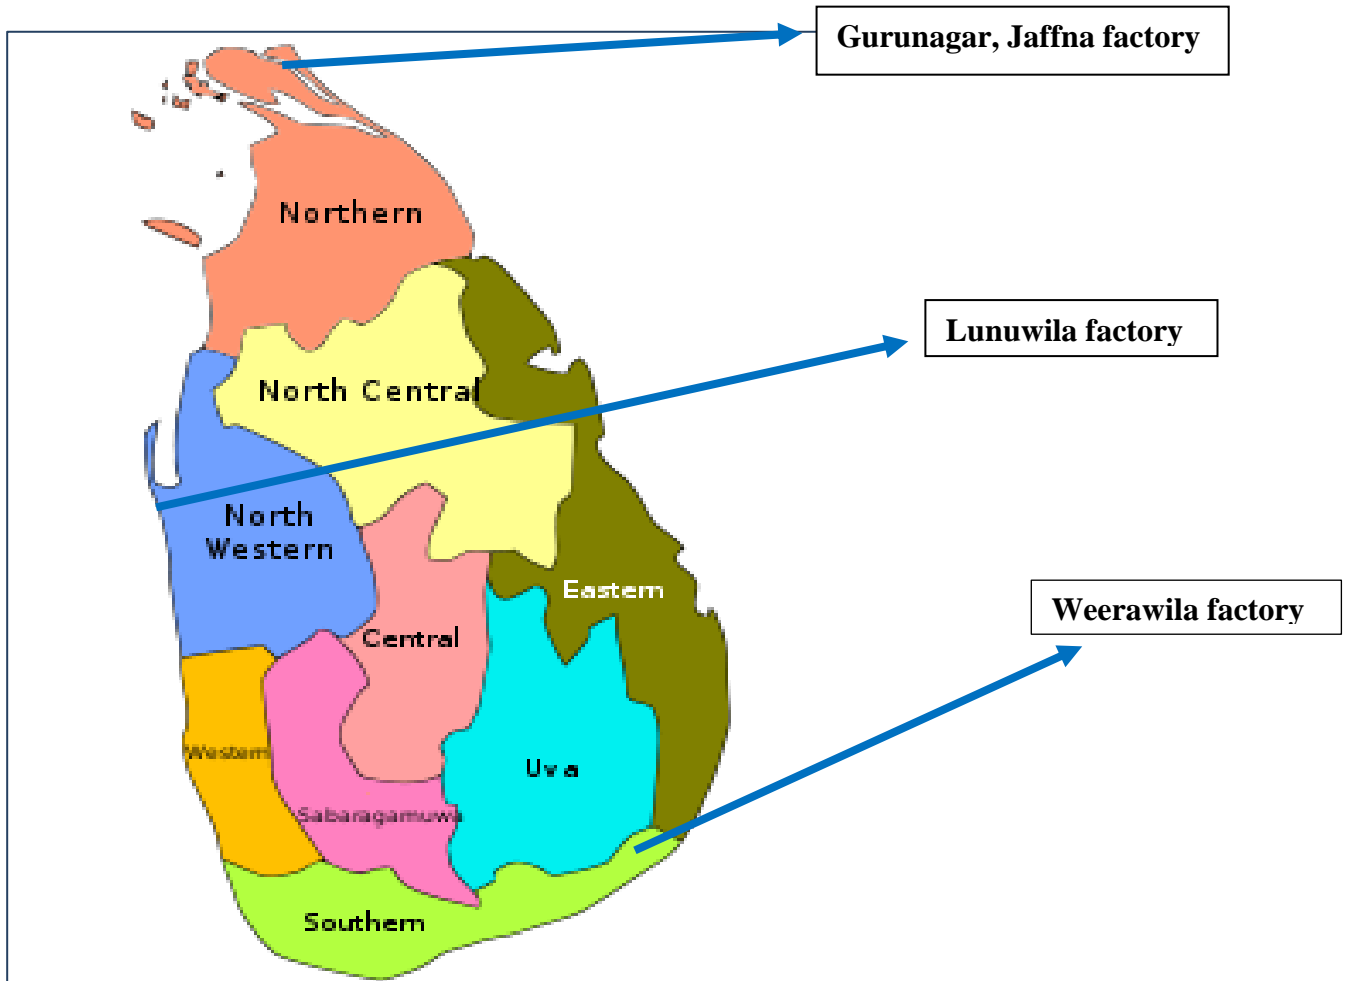 Gurunagar, Jaffna factory
Northern
Lunuwila factory
North Central
North
Western
Eastern
Weerawila factory
Central
Western
Uva
Sabaragamuwa
Southern